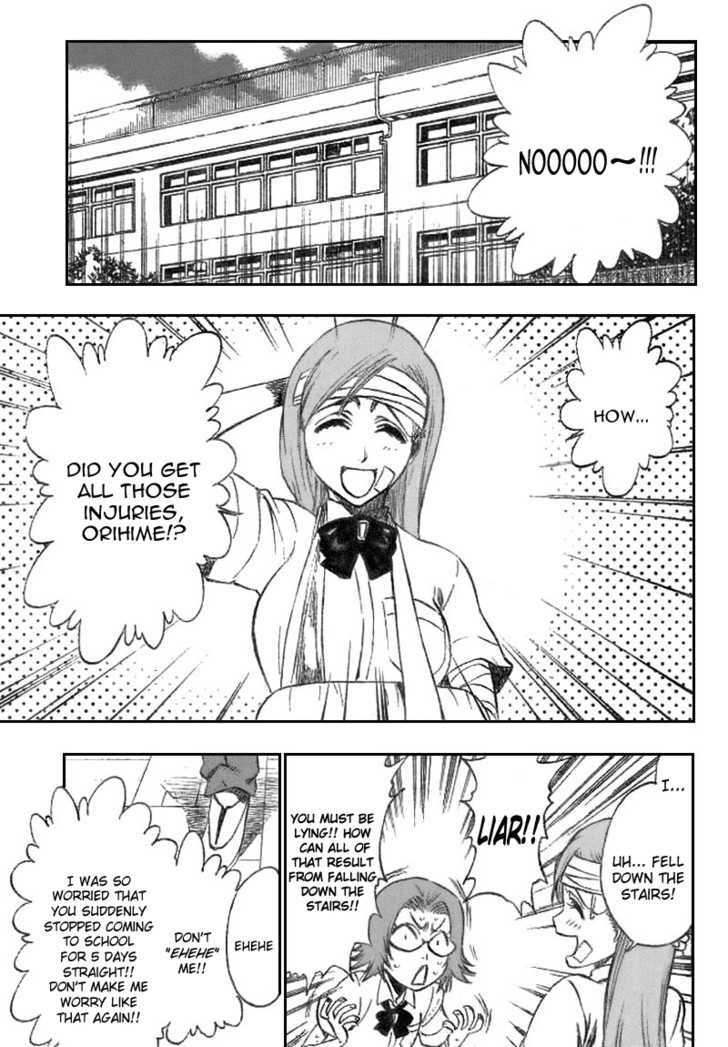 NOOOOO~!!!
HOW...
DID YOU GET
ALL THOSE
INJURIES,
ORIHIME!?
I...
UH... FELL
DOWN THE
STAIRS!
LIAR!!
YOU MUST BE
LYING!! HOW
CAN ALL OF
THAT RESULT
FROM FALLING
DOWN THE
STAIRS!!
EHEHE
DON'T
"EHEHE"
ME!!
I WAS SO
WORRIED THAT
YOU SUDDENLY
STOPPED COMING
TO SCHOOL
FOR 5 DAYS
STRAIGHT!!
DON'T MAKE ME
WORRY LIKE
THAT AGAIN!!